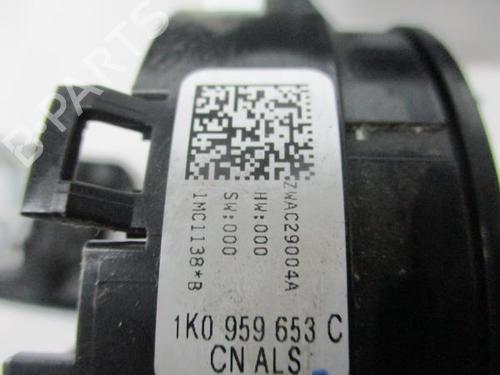 B-PARTS
ZWAC29004A
HW:000
SW:000
1MC1138*B
1K0 959 653 C
CN ALS